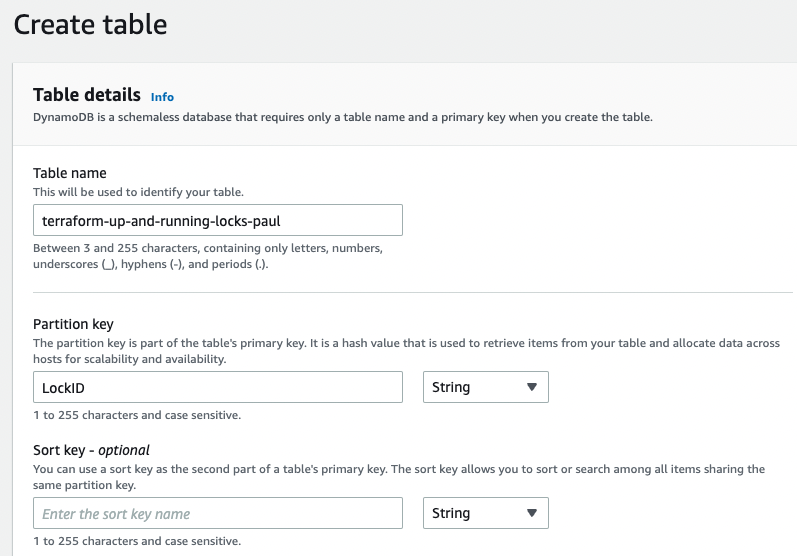 Create table
Table details Info
DynamoDB is a schemaless database that requires only a table name and a primary key when you create the table.
Table name
This will be used to identify your table.
terraform-up-and-running-locks-paul
Between 3 and 255 characters, containing only letters, numbers,
underscores (_), hyphens (-), and periods (.).
Partition key
The partition key is part of the table's primary key. It is a hash value that is used to retrieve items from your table and allocate data across
hosts for scalability and availability.
LockID String
1 to 255 characters and case sensitive.
Sort key - optional
You can use a sort key as the second part of a table's primary key. The sort key allows you to sort or search among all items sharing the
same partition key.
Enter the sort key name String
1 to 255 characters and case sensitive.